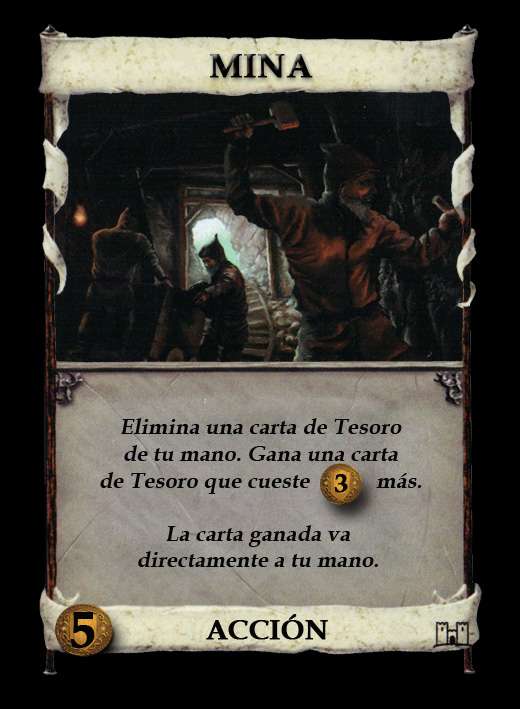 MINA
Elimina una carta de Tesoro
de tu mano. Gana una carta
de Tesoro que cueste 3 más.
La carta ganada va
directamente a tu mano.
5 ACCIÓN